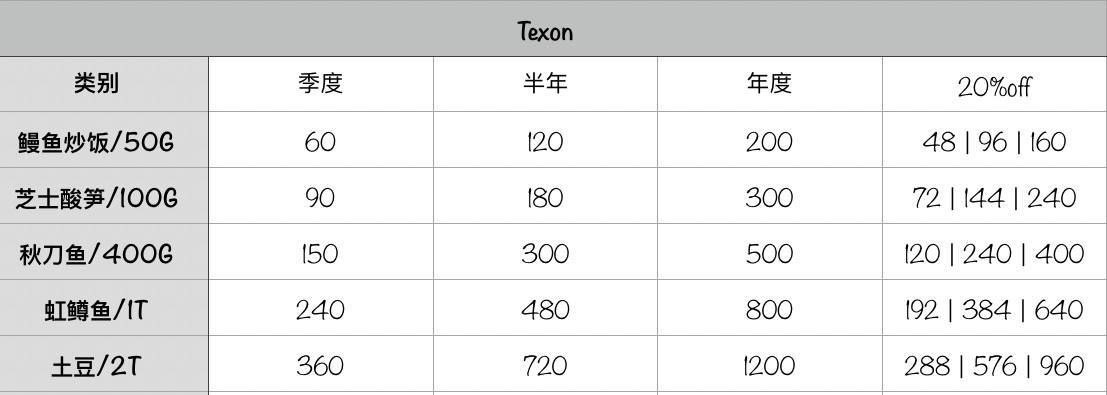 Texon
类别 季度 半年 年度 20%off
鳗鱼炒饭/50G 60 120 200 48 | 96 | 160
芝士酸笋/100G 90 180 300 72 | 144 | 240
秋刀鱼/400G 150 300 500 120 | 240 | 400
虹鳟鱼/1T 240 480 800 192 | 384 | 640
土豆/2T 360 720 1200 288 | 576 | 960